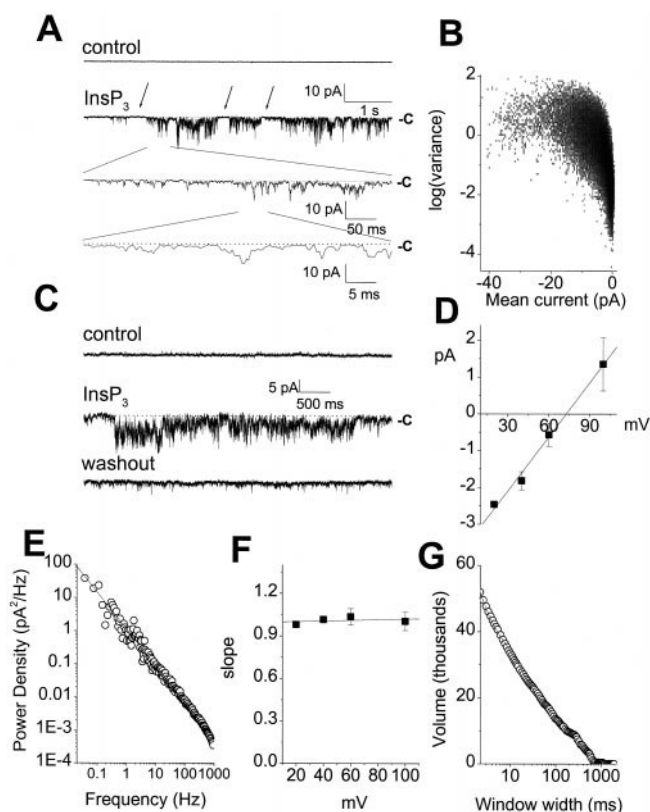 A
control
InsP3
10 pA
1 s
-C
10 pA
50 ms
-C
10 pA
5 ms
-C
B
log(variance)
2
0
-2
-4
-40 -20 0
Mean current (pA)
C
control
InsP3
5 pA
500 ms
-C
washout
D
pA
2
1
0
-1
-2
-3
30 60 90 mV
E
Power Density (pA2/Hz)
100
10
1
0.1
0.01
1E-3
1E-4
0.1 1 10 100 1000
Frequency (Hz)
F
slope
1.2
0.9
0.6
0.3
0.0
20 40 60 80 100
mV
G
Volume (thousands)
60
40
20
0
10 100 1000
Window width (ms)